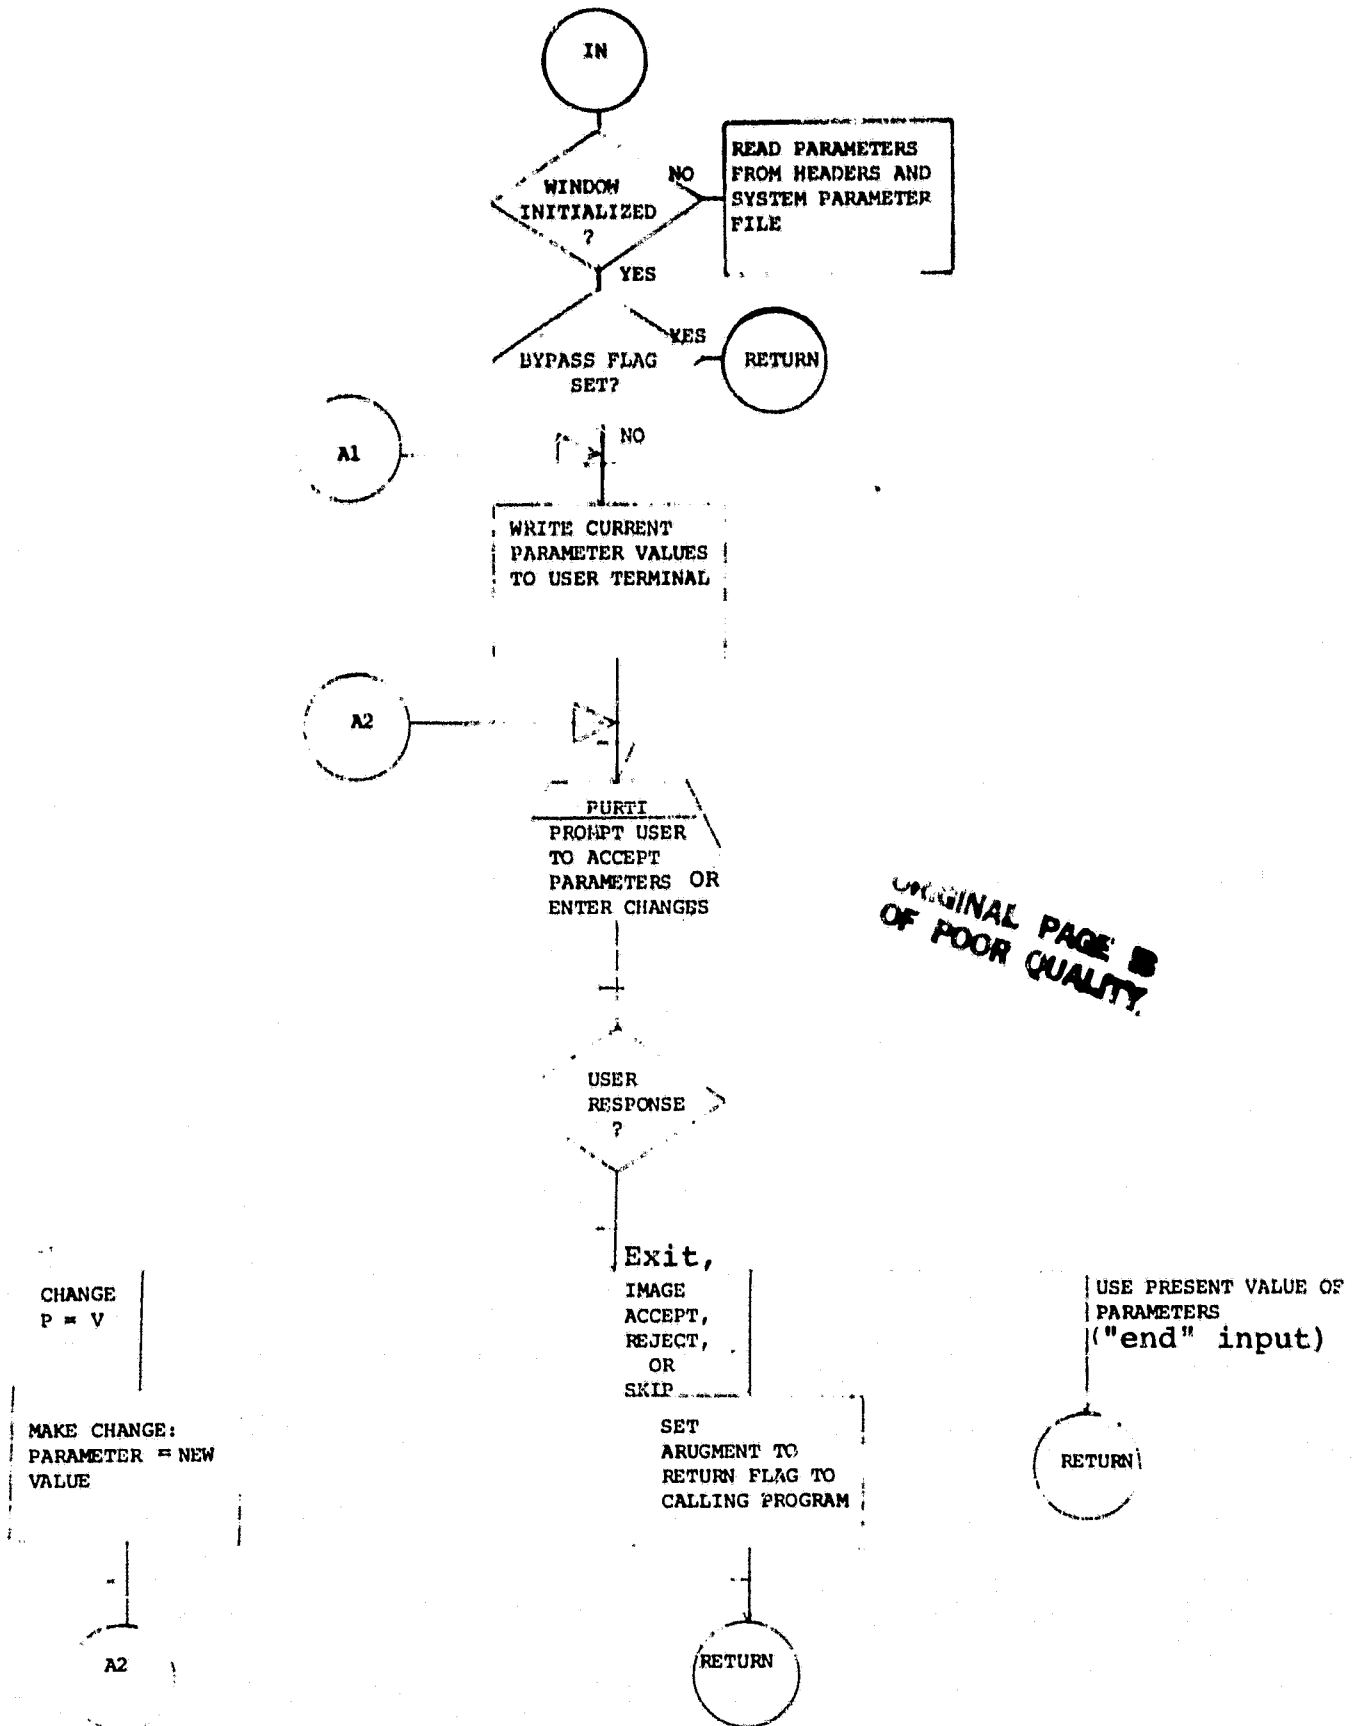 IN
WINDOW
INITIALIZED
?
NO
READ PARAMETERS
FROM HEADERS AND
SYSTEM PARAMETER
FILE
YES
BYPASS FLAG
SET?
YES
RETURN
A1
NO
WRITE CURRENT
PARAMETER VALUES
TO USER TERMINAL
A2
PURTI
PROMPT USER
TO ACCEPT
PARAMETERS OR
ENTER CHANGES
ORIGINAL PAGE IS
OF POOR QUALITY
USER
RESPONSE
?
CHANGE
P = V
Exit,
IMAGE
ACCEPT,
REJECT,
OR
SKIP
USE PRESENT VALUE OF
PARAMETERS
("end" input)
MAKE CHANGE:
PARAMETER = NEW
VALUE
SET
ARUGMENT TO
RETURN FLAG TO
CALLING PROGRAM
RETURN
A2
RETURN